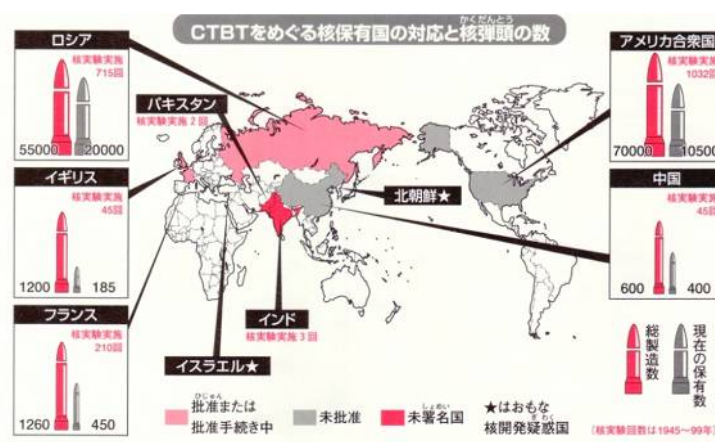 かくだんとう
CTBTをめぐる核保有国の対応と核弾頭の数
ロシア
核実験実施
715回
55000
20000
パキスタン
核実験実施2回
アメリカ合衆国
核実験実施
1032回
70000
10500
イギリス
核実験実施
45回
1200
185
北朝鮮★
中国
核実験実施
45回
600
400
フランス
核実験実施
210回
1260
450
インド
核実験実施3回
イスラエル★
総製造数
現在の保有数
ひじゅん
批准または
批准手続き中
未批准
しょめい
未署名国
★はおもな
ぎわく
核開発疑惑国
(核実験回数は1945〜99年)